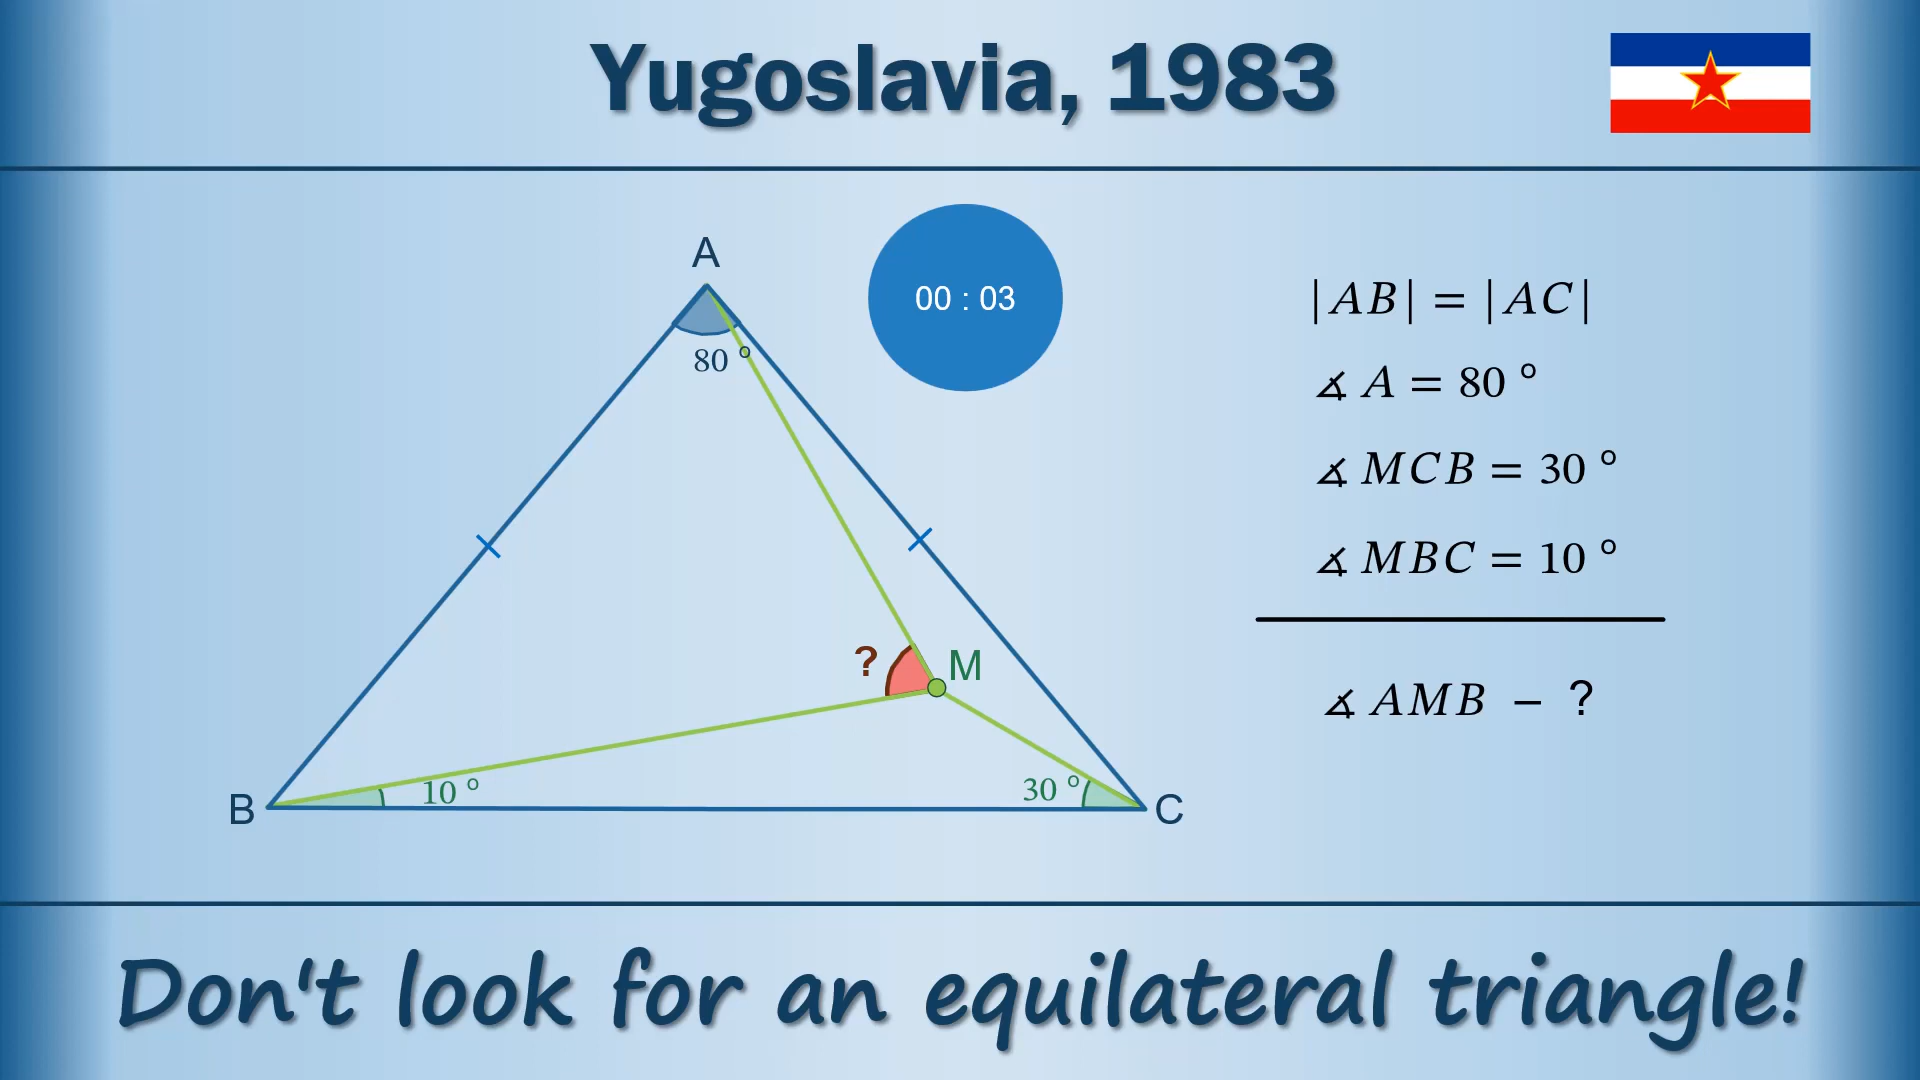 Yugoslavia, 1983
A
00 : 03
80 °
|AB| = |AC|
∡ A = 80 °
∡ MCB = 30 °
∡ MBC = 10 °
? M
∡ AMB – ?
B 10 ° 30 ° C
Don't look for an equilateral triangle!